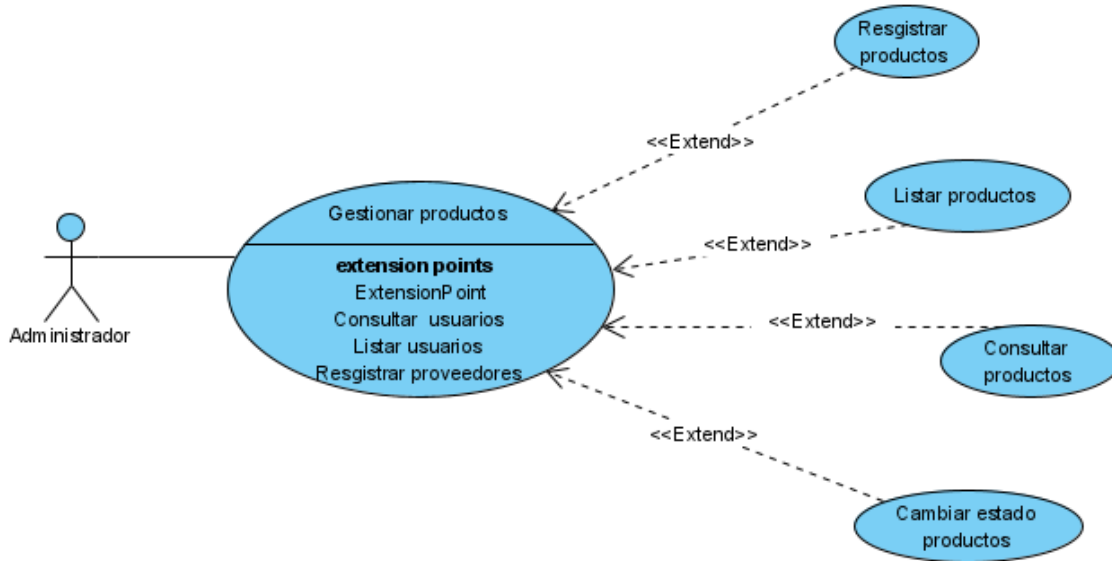 Resgistrar
productos
<<Extend>>
Listar productos
Gestionar productos
<<Extend>>
extension points
ExtensionPoint
Consultar usuarios
Listar usuarios
Resgistrar proveedores
Administrador
<<Extend>>
Consultar
productos
<<Extend>>
Cambiar estado
productos